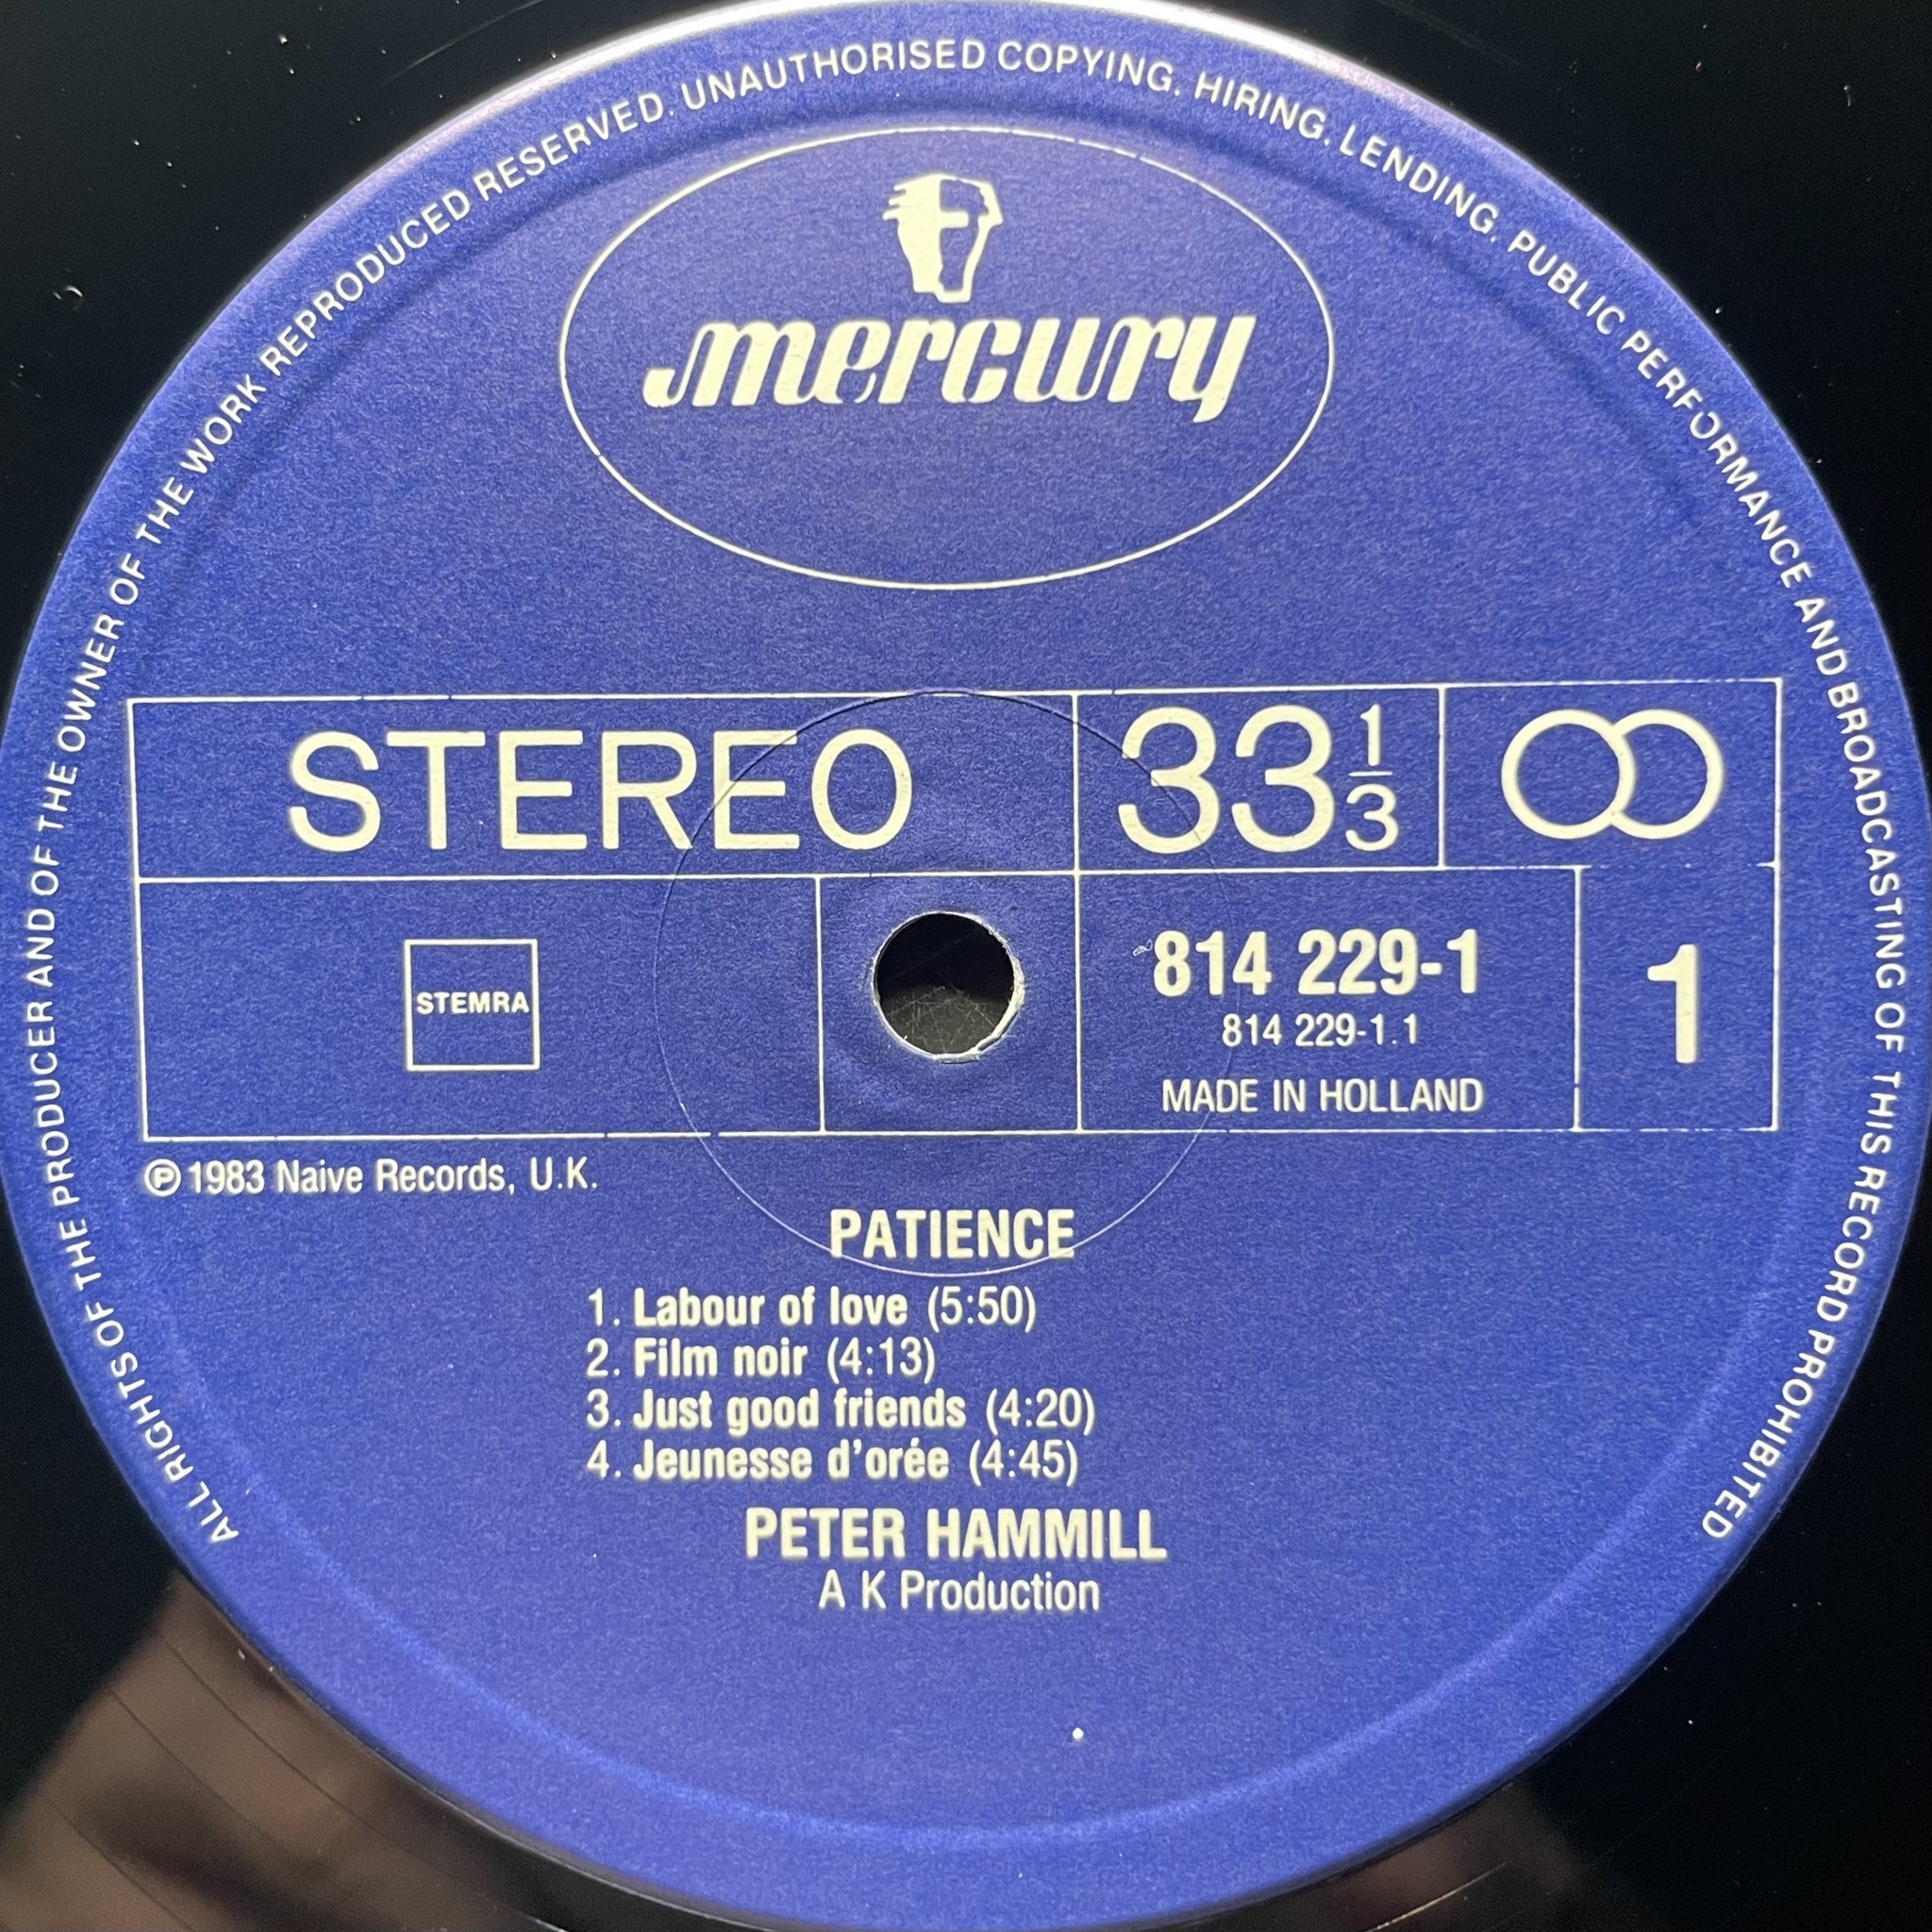 ALL RIGHTS OF THE PRODUCER AND OF THE OWNER OF THE WORK REPRODUCED RESERVED. UNAUTHORISED COPYING. HIRING. LENDING. PUBLIC PERFORMANCE AND BROADCASTING OF THIS RECORD PROHIBITED
mercury
STEREO
33 1/3
STEMRA
814 229-1
814 229-1.1
MADE IN HOLLAND
1
℗ 1983 Naive Records, U.K.
PATIENCE
1. Labour of love (5:50)
2. Film noir (4:13)
3. Just good friends (4:20)
4. Jeunesse d'orée (4:45)
PETER HAMMILL
A K Production